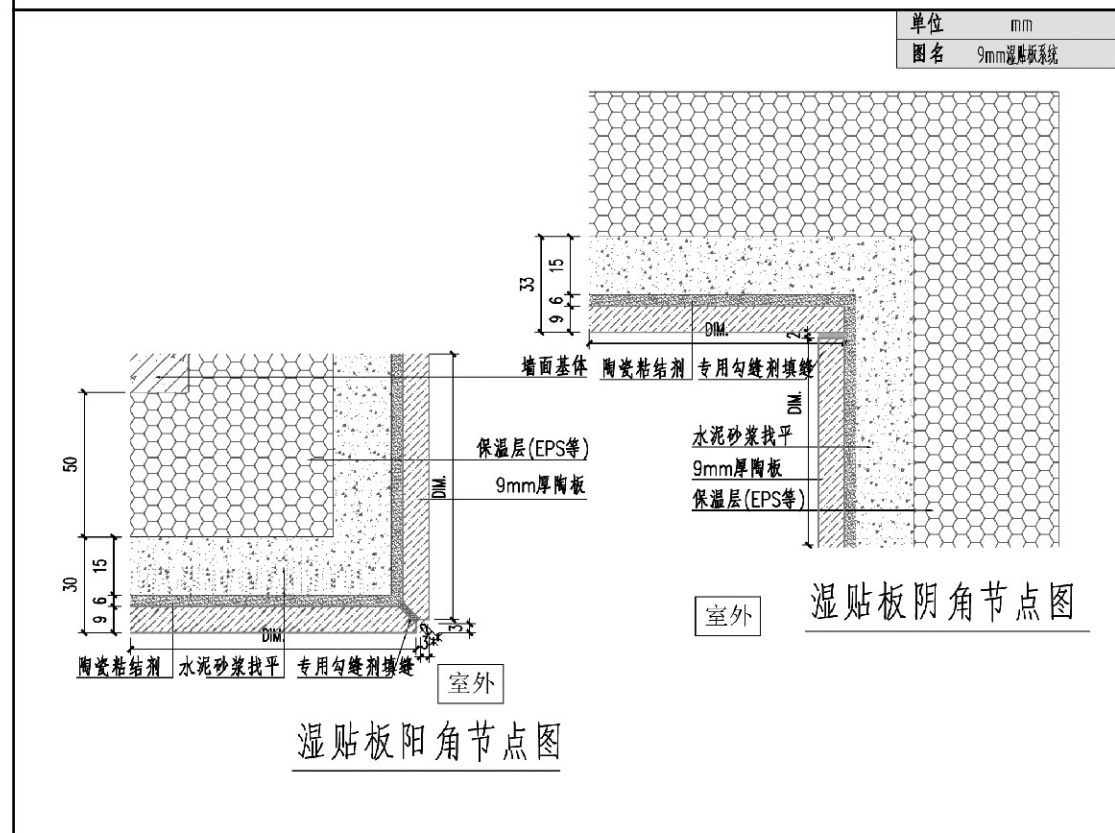 单位 mm
图名 9mm湿贴板系统
33
15
6
9
DIM.
2
墙面基体
陶瓷粘结剂
专用勾缝剂填缝
DIM.
水泥砂浆找平
9mm厚陶板
保温层(EPS等)
室外
湿贴板阴角节点图
50
30
15
6
9
保温层(EPS等)
9mm厚陶板
DIM.
DIM.
3
陶瓷粘结剂
水泥砂浆找平
专用勾缝剂填缝
室外
湿贴板阳角节点图